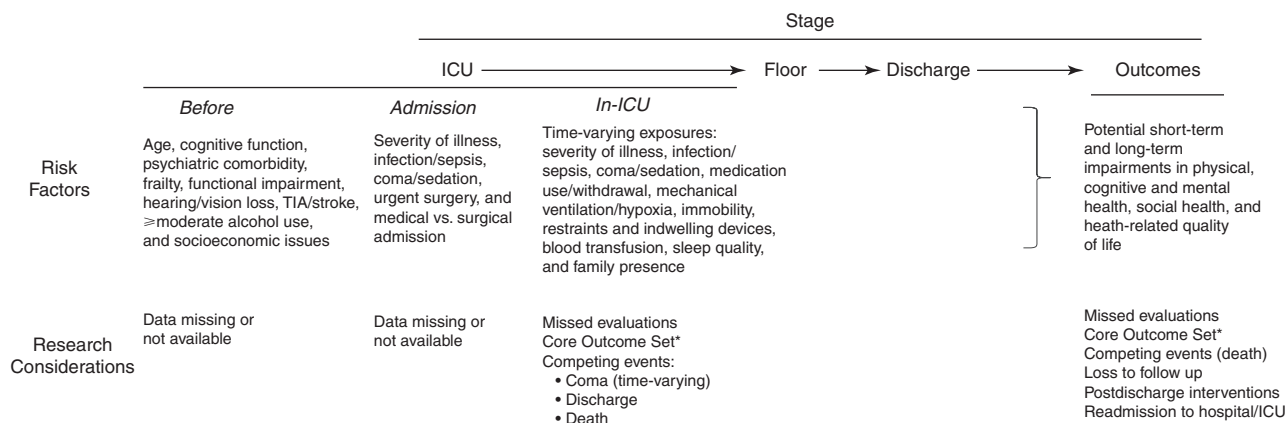 Stage
ICU
Floor
Discharge
Outcomes
Before
Admission
In-ICU
Risk
Factors
Age, cognitive function,
psychiatric comorbidity,
frailty, functional impairment,
hearing/vision loss, TIA/stroke,
≥moderate alcohol use,
and socioeconomic issues
Severity of illness,
infection/sepsis,
coma/sedation,
urgent surgery, and
medical vs. surgical
admission
Time-varying exposures:
severity of illness, infection/
sepsis, coma/sedation, medication
use/withdrawal, mechanical
ventilation/hypoxia, immobility,
restraints and indwelling devices,
blood transfusion, sleep quality,
and family presence
Potential short-term
and long-term
impairments in physical,
cognitive and mental
health, social health, and
heath-related quality
of life
Research
Considerations
Data missing or
not available
Data missing or
not available
Missed evaluations
Core Outcome Set*
Competing events:
• Coma (time-varying)
• Discharge
• Death
Missed evaluations
Core Outcome Set*
Competing events (death)
Loss to follow up
Postdischarge interventions
Readmission to hospital/ICU